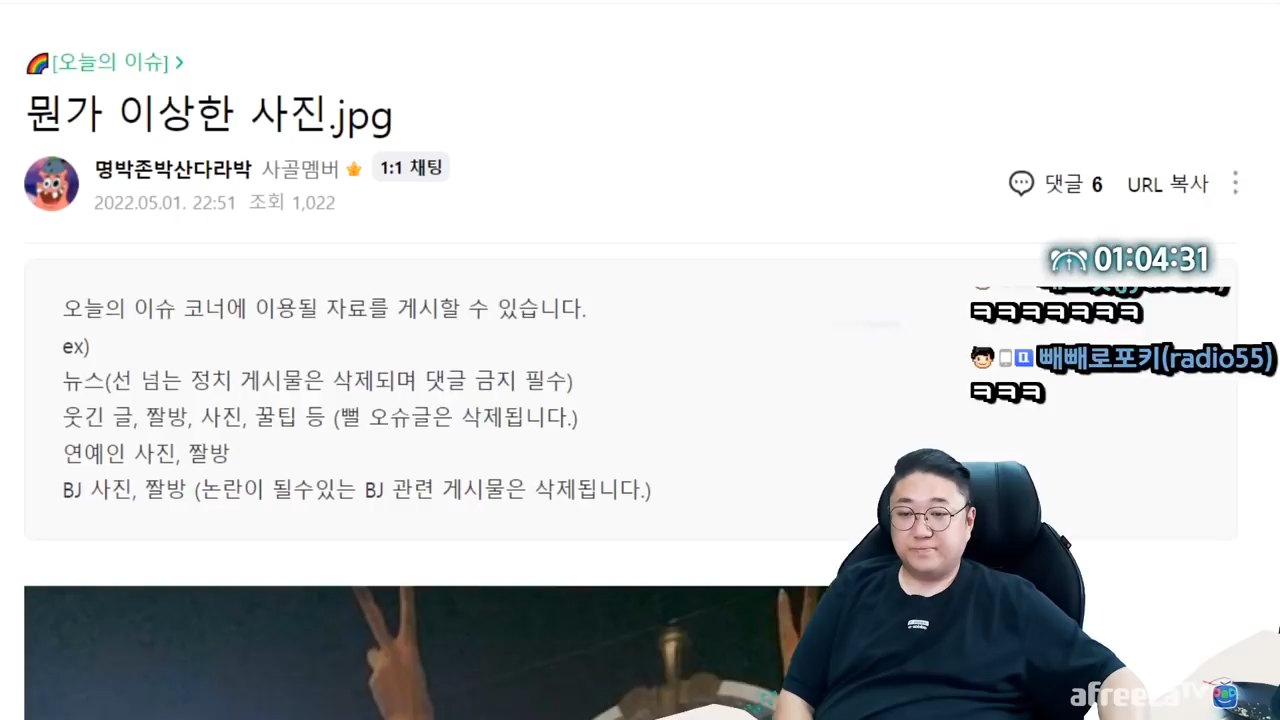 [오늘의 이슈]
뭔가 이상한 사진.jpg
명박존박산다라박 사골멤버 1:1 채팅
2022.05.01. 22:51 조회 1,022
댓글 6 URL 복사
01:04:31
오늘의 이슈 코너에 이용될 자료를 게시할 수 있습니다.
ex)
뉴스(선 넘는 정치 게시물은 삭제되며 댓글 금지 필수)
웃긴 글, 짤방, 사진, 꿀팁 등 (뻘 오슈글은 삭제됩니다.)
연예인 사진, 짤방
BJ 사진, 짤방 (논란이 될수있는 BJ 관련 게시물은 삭제됩니다.)
ㅋㅋㅋㅋㅋㅋㅋ
빼빼로포키(radio55)
ㅋㅋㅋ
afreecaTV